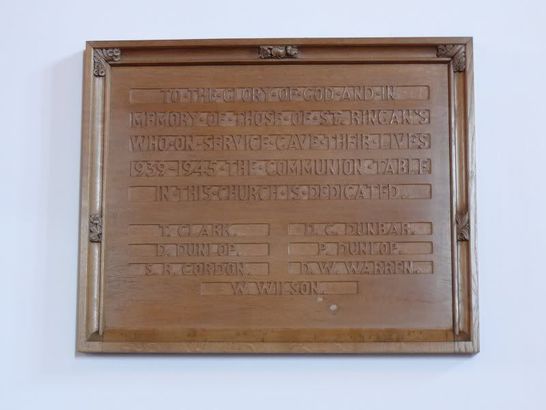 TO·THE·GLORY·OF·GOD·AND·IN
MEMORY·OF·THOSE·OF·ST. RINGAN'S
WHO·ON·SERVICE·GAVE·THEIR·LIVES
1939-1945·THE·COMMUNION·TABLE
IN·THIS·CHURCH·IS·DEDICATED..
T. CLARK. D. C. DUNBAR.
D. DUNLOP. P. DUNLOP.
S. R. GORDON. D. W. WARREN.
W. WILSON.